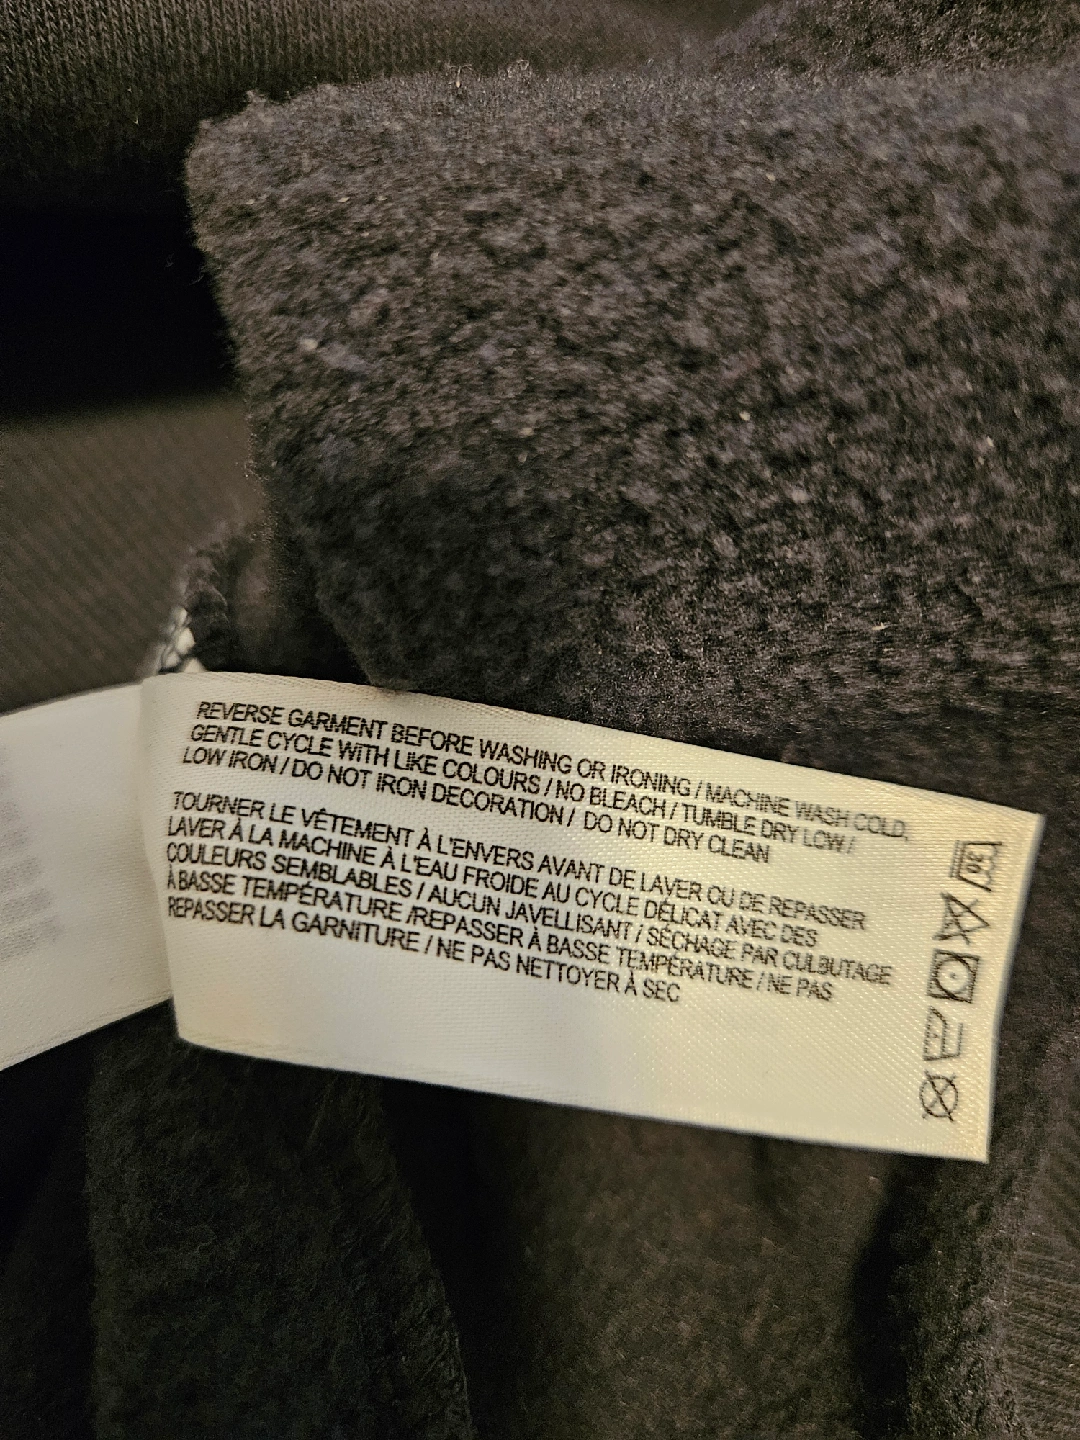 REVERSE GARMENT BEFORE WASHING OR IRONING / MACHINE WASH COLD,
GENTLE CYCLE WITH LIKE COLOURS / NO BLEACH / TUMBLE DRY LOW /
LOW IRON / DO NOT IRON DECORATION / DO NOT DRY CLEAN
TOURNER LE VÊTEMENT À L'ENVERS AVANT DE LAVER OU DE REPASSER
LAVER À LA MACHINE À L'EAU FROIDE AU CYCLE DÉLICAT AVEC DES
COULEURS SEMBLABLES / AUCUN JAVELLISANT / SÉCHAGE PAR CULBUTAGE
À BASSE TEMPÉRATURE /REPASSER À BASSE TEMPÉRATURE / NE PAS
REPASSER LA GARNITURE / NE PAS NETTOYER À SEC
30